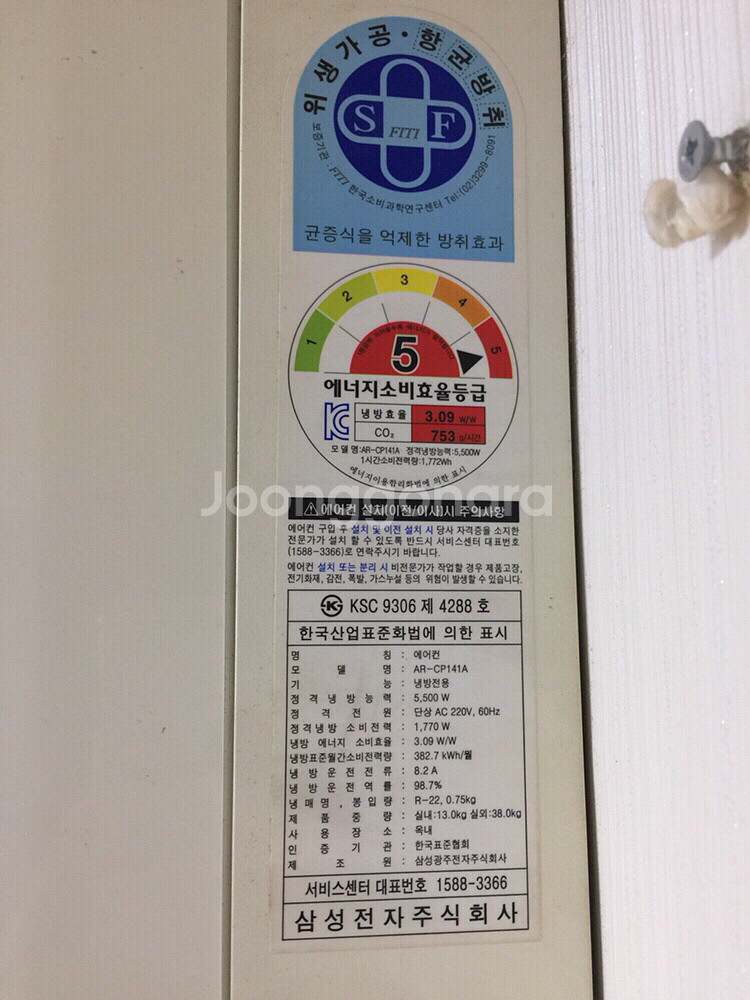 위생가공·항균방취
S FITI F
보증기관 : FITI 한국소비과학연구센터 Tel:(02)3299-8091
균증식을 억제한 방취효과
1 2 3 4 5
5
에너지소비효율등급
냉방효율 3.09 W/W
CO₂ 753 g/시간
모델명:AR-CP141A 정격냉방능력:5,500W
1시간소비전력량:1,772Wh
에너지이용합리화법에 의한 표시
Joonggonara
⚠에어컨 설치(이전/이사)시 주의사항
에어컨 구입 후 설치 및 이전 설치 시 당사 자격증을 소지한
전문가가 설치 할 수 있도록 반드시 서비스센터 대표번호
(1588-3366)로 연락주시기 바랍니다.
에어컨 설치 또는 분리 시 비전문가가 작업할 경우 제품고장,
전기화재, 감전, 폭발, 가스누설 등의 위험이 발생할 수 있습니다.
KSC 9306 제 4288 호
한국산업표준화법에 의한 표시
명 칭 : 에어컨
모 델 명 : AR-CP141A
기 능 : 냉방전용
정격냉방능력 : 5,500 W
정 격 전 원 : 단상 AC 220V, 60Hz
정격냉방 소비전력 : 1,770 W
냉방 에너지 소비효율 : 3.09 W/W
냉방표준월간소비전력량 : 382.7 kWh/월
냉방운전전류 : 8.2 A
냉방운전역률 : 98.7%
냉매명, 봉입량 : R-22, 0.75kg
제 품 중 량 : 실내:13.0kg 실외:38.0kg
사 용 장 소 : 옥내
인 증 기 관 : 한국표준협회
제 조 원 : 삼성광주전자주식회사
서비스센터 대표번호 1588-3366
삼성전자주식회사